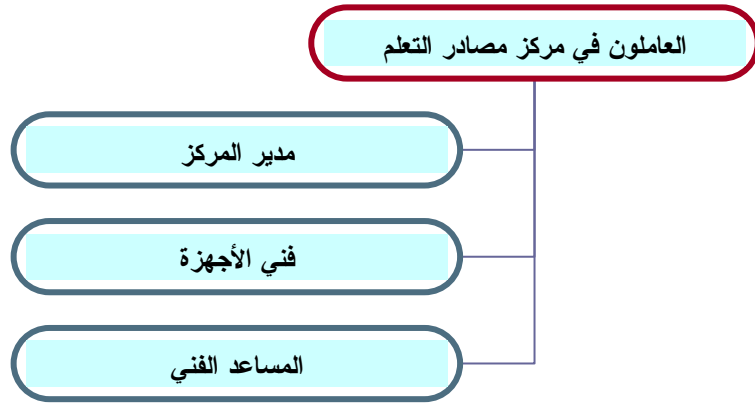 العاملون في مركز مصادر التعلم
مدير المركز
فني الأجهزة
المساعد الفني